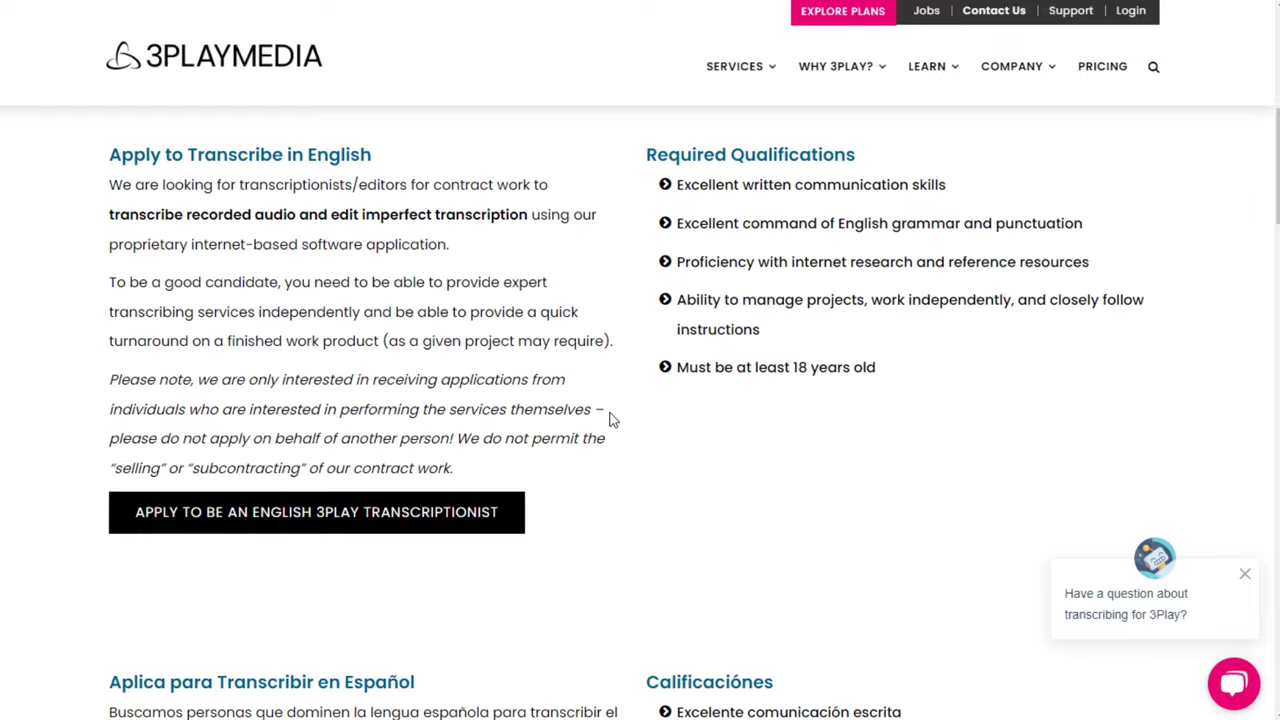 EXPLORE PLANS
Jobs | Contact Us | Support | Login
3PLAYMEDIA
SERVICES WHY 3PLAY? LEARN COMPANY PRICING
Apply to Transcribe in English
We are looking for transcriptionists/editors for contract work to
transcribe recorded audio and edit imperfect transcription using our
proprietary internet-based software application.
To be a good candidate, you need to be able to provide expert
transcribing services independently and be able to provide a quick
turnaround on a finished work product (as a given project may require).
Please note, we are only interested in receiving applications from
individuals who are interested in performing the services themselves –
please do not apply on behalf of another person! We do not permit the
“selling” or “subcontracting” of our contract work.
APPLY TO BE AN ENGLISH 3PLAY TRANSCRIPTIONIST
Required Qualifications
Excellent written communication skills
Excellent command of English grammar and punctuation
Proficiency with internet research and reference resources
Ability to manage projects, work independently, and closely follow
instructions
Must be at least 18 years old
Have a question about
transcribing for 3Play?
Aplica para Transcribir en Español
Buscamos personas que dominen la lengua española para transcribir el
Calificaciónes
Excelente comunicación escrita